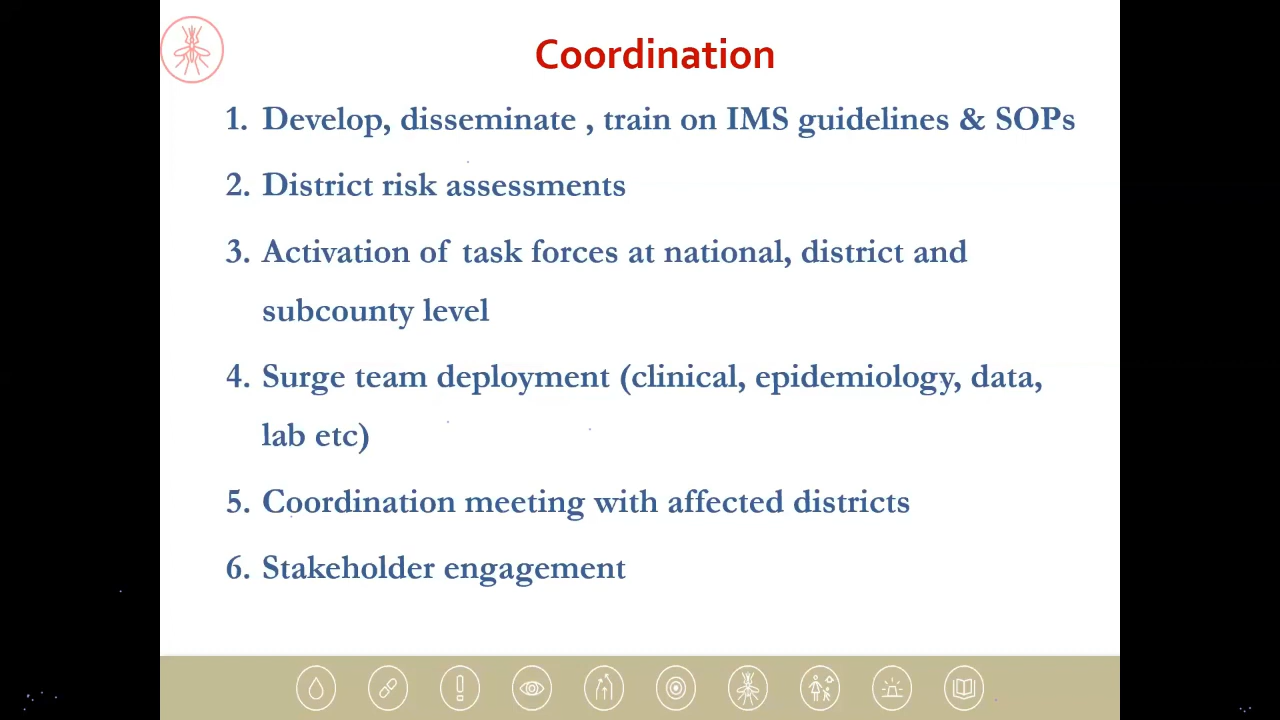 Coordination
1. Develop, disseminate , train on IMS guidelines & SOPs
2. District risk assessments
3. Activation of task forces at national, district and
subcounty level
4. Surge team deployment (clinical, epidemiology, data,
lab etc)
5. Coordination meeting with affected districts
6. Stakeholder engagement